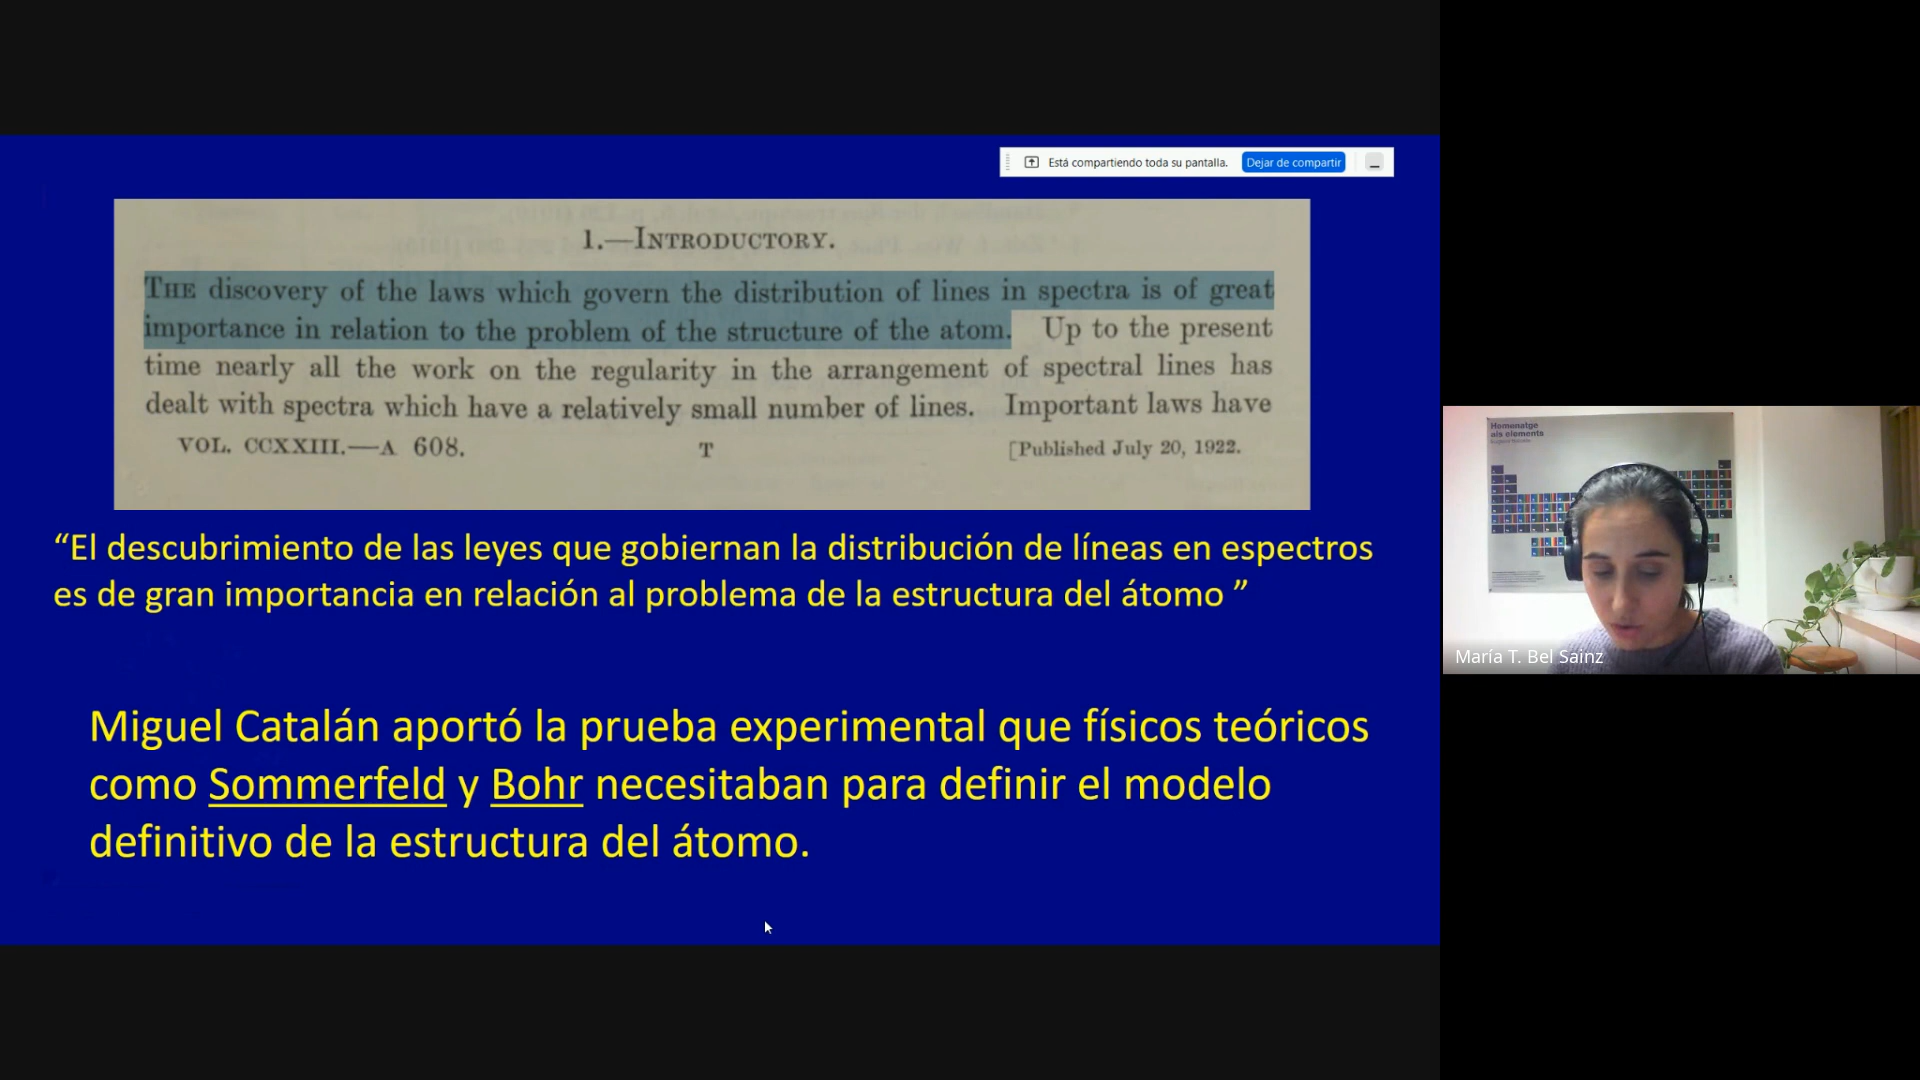 Está compartiendo toda su pantalla. Dejar de compartir
1.—INTRODUCTORY.
THE discovery of the laws which govern the distribution of lines in spectra is of great
importance in relation to the problem of the structure of the atom. Up to the present
time nearly all the work on the regularity in the arrangement of spectral lines has
dealt with spectra which have a relatively small number of lines. Important laws have
VOL. CCXXIII.—A 608. T [Published July 20, 1922.
“El descubrimiento de las leyes que gobiernan la distribución de líneas en espectros
es de gran importancia en relación al problema de la estructura del átomo ”
Miguel Catalán aportó la prueba experimental que físicos teóricos
como Sommerfeld y Bohr necesitaban para definir el modelo
definitivo de la estructura del átomo.
Homenatge
als elements
María T. Bel Sainz